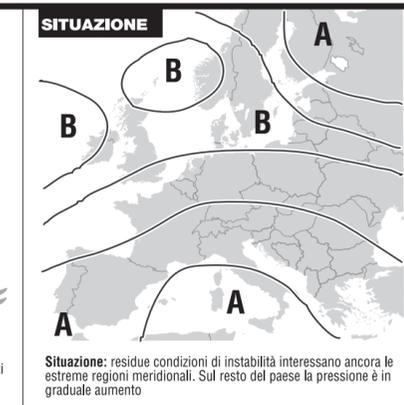 SITUAZIONE
A
B
B
B
A
A
i
Situazione: residue condizioni di instabilità interessano ancora le
estreme regioni meridionali. Sul resto del paese la pressione è in
graduale aumento